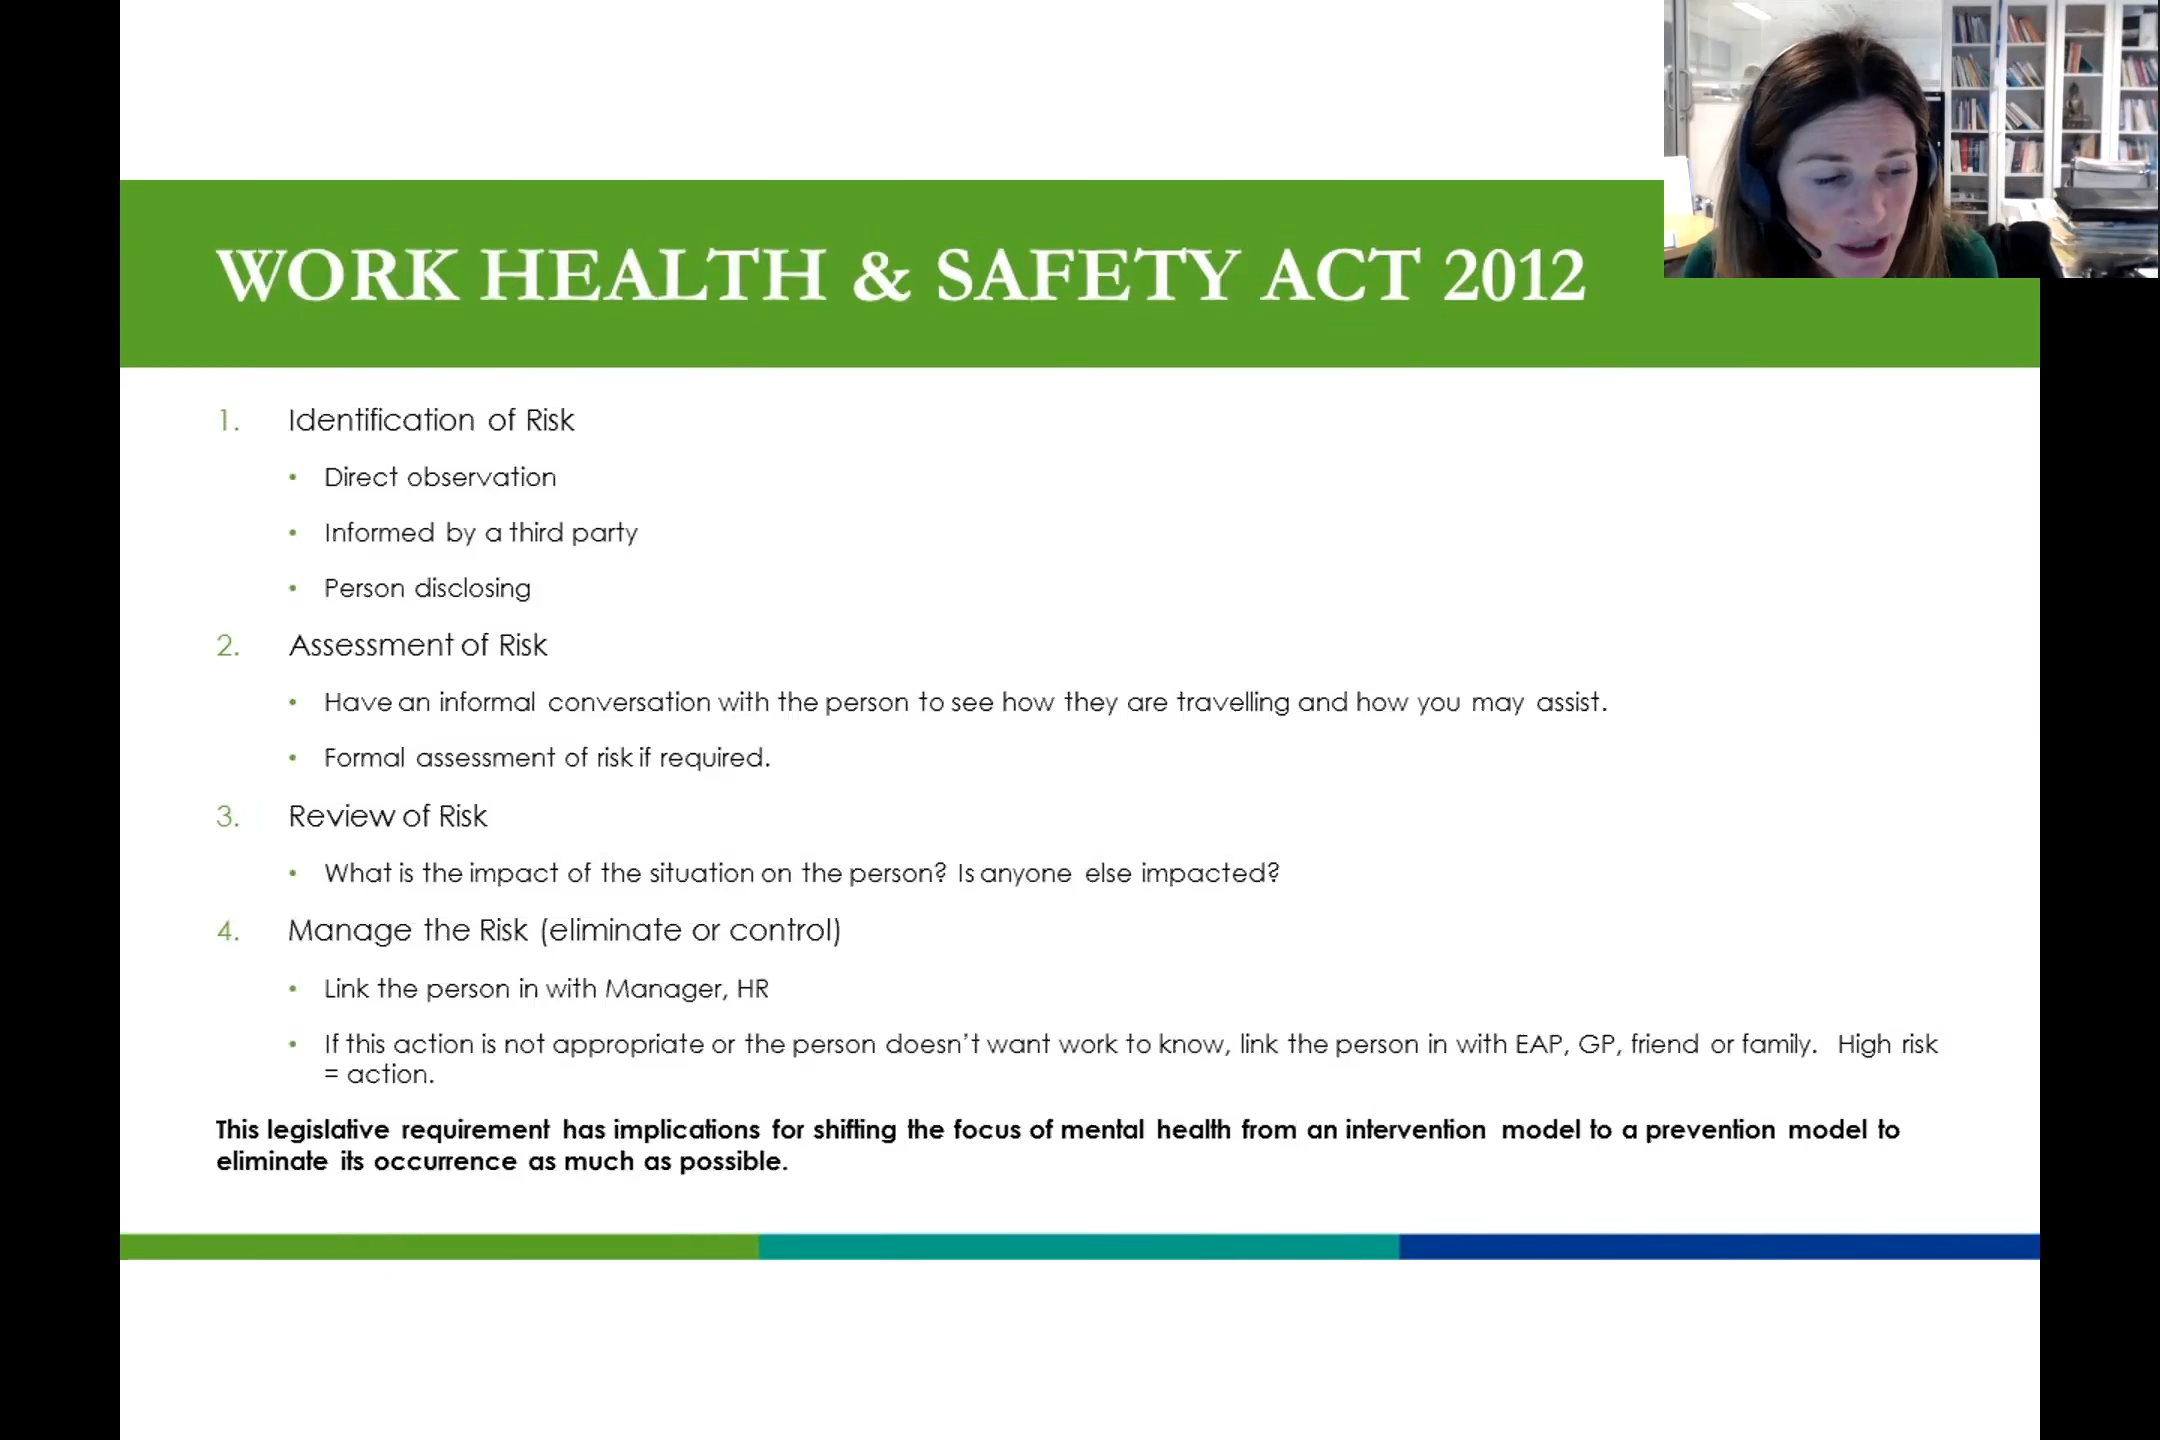 WORK HEALTH & SAFETY ACT 2012
1. Identification of Risk
• Direct observation
• Informed by a third party
• Person disclosing
2. Assessment of Risk
• Have an informal conversation with the person to see how they are travelling and how you may assist.
• Formal assessment of risk if required.
3. Review of Risk
• What is the impact of the situation on the person? Is anyone else impacted?
4. Manage the Risk (eliminate or control)
• Link the person in with Manager, HR
• If this action is not appropriate or the person doesn't want work to know, link the person in with EAP, GP, friend or family. High risk
= action.
This legislative requirement has implications for shifting the focus of mental health from an intervention model to a prevention model to
eliminate its occurrence as much as possible.